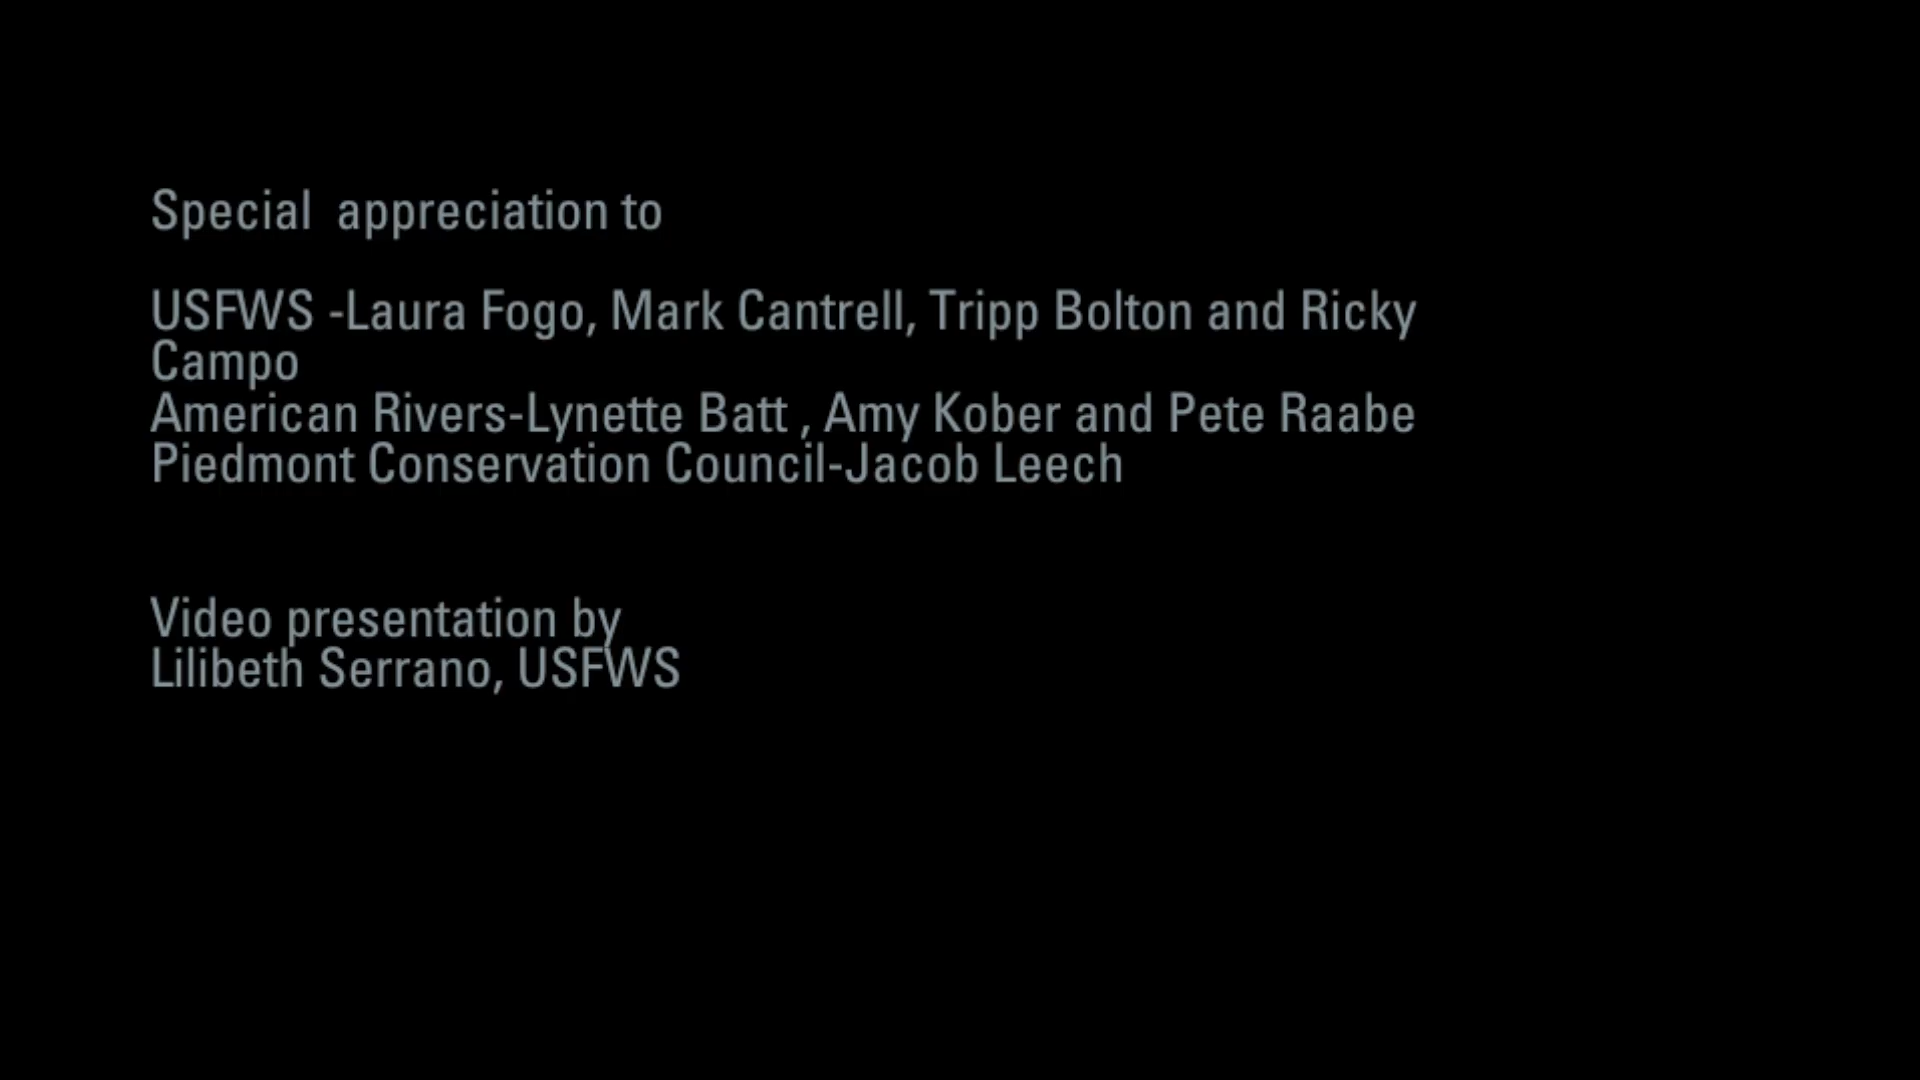 Special  appreciation to
USFWS -Laura Fogo, Mark Cantrell, Tripp Bolton and Ricky
Campo
American Rivers-Lynette Batt , Amy Kober and Pete Raabe
Piedmont Conservation Council-Jacob Leech
Video presentation by
Lilibeth Serrano, USFWS